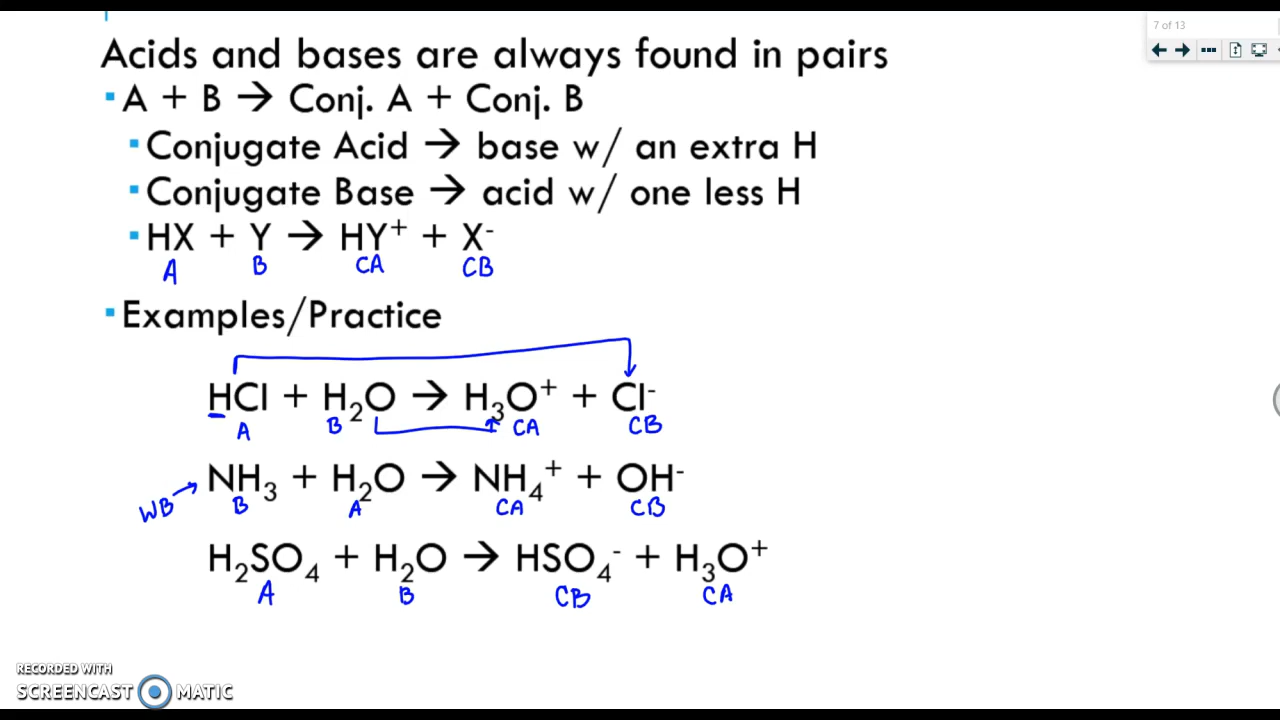 7 of 13
Acids and bases are always found in pairs
▪ A + B → Conj. A + Conj. B
▪ Conjugate Acid → base w/ an extra H
▪ Conjugate Base → acid w/ one less H
▪ HX + Y → HY⁺ + X⁻
A B CA CB
▪ Examples/Practice
HCl + H₂O → H₃O⁺ + Cl⁻
A B CA CB
NH₃ + H₂O → NH₄⁺ + OH⁻
WB B A CA CB
H₂SO₄ + H₂O → HSO₄⁻ + H₃O⁺
A B CB CA
RECORDED WITH
SCREENCAST MATIC